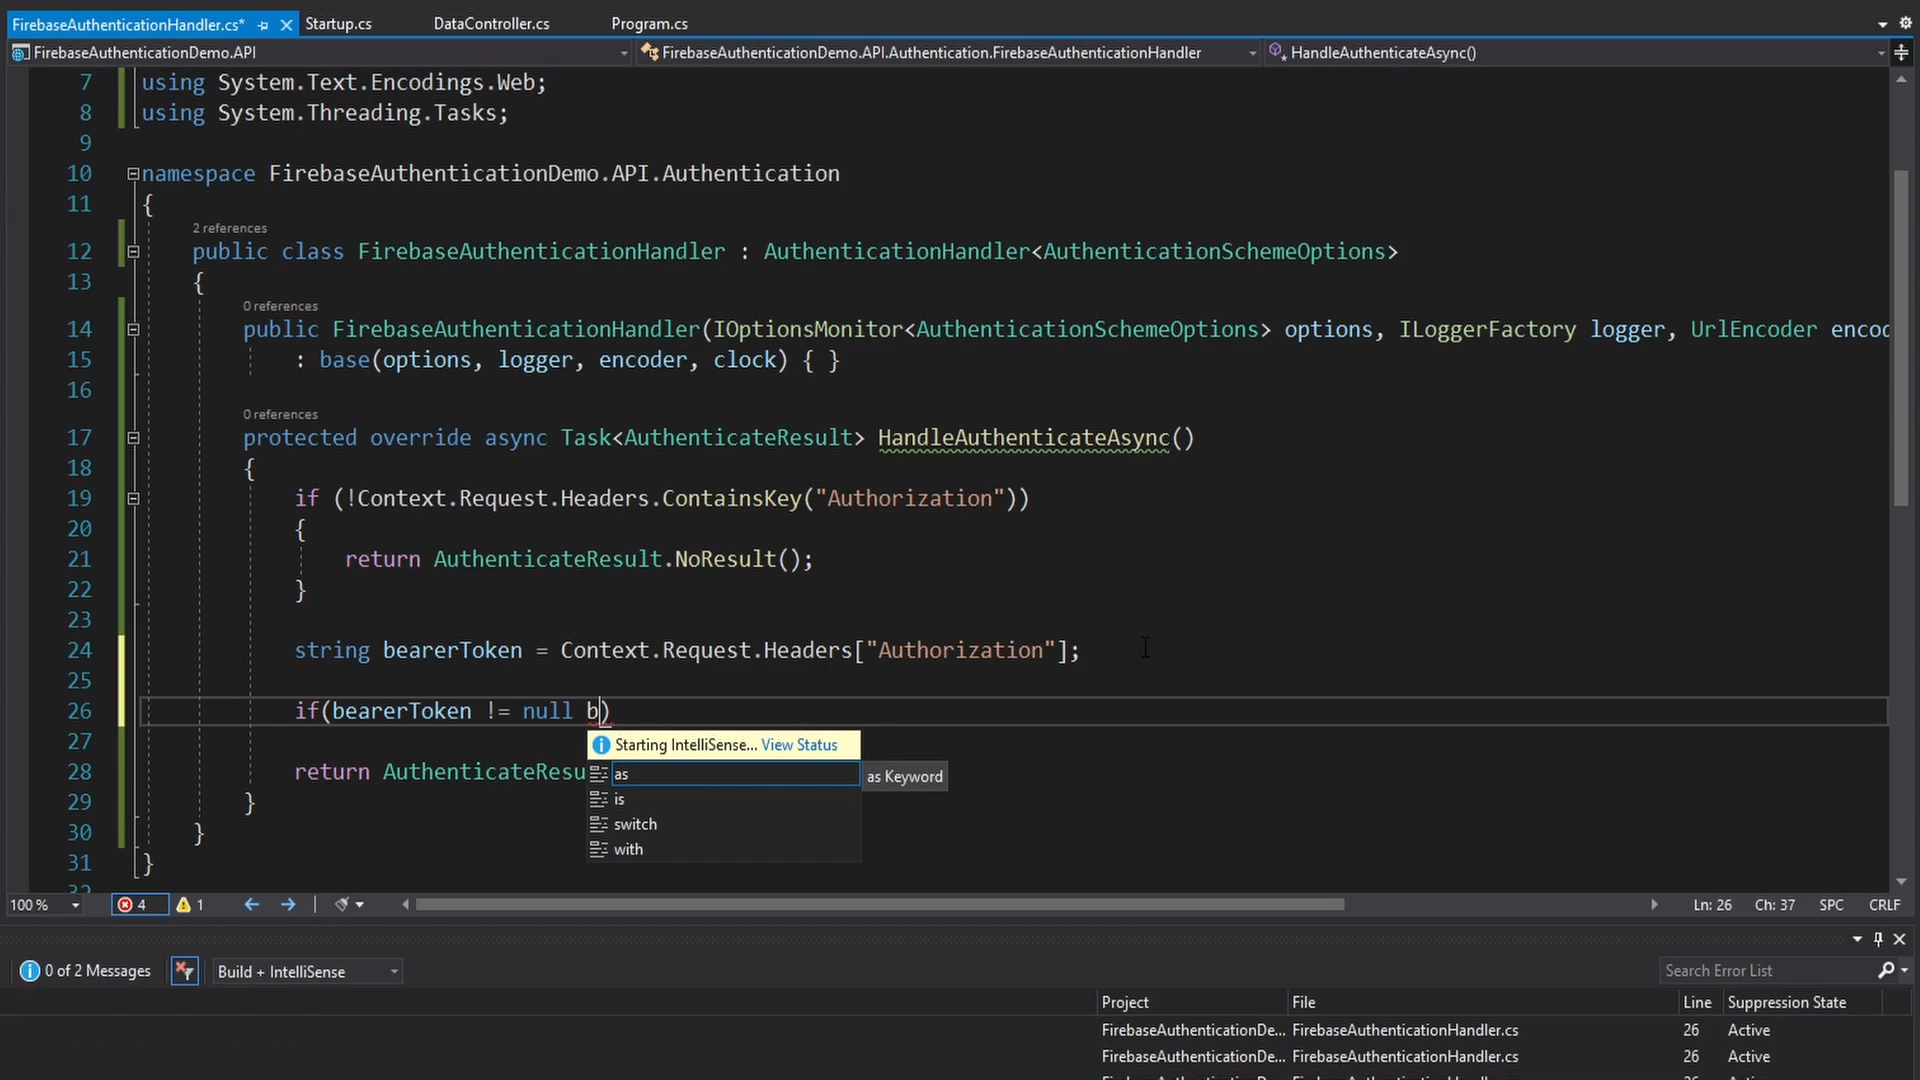 FirebaseAuthenticationHandler.cs*
Startup.cs
DataController.cs
Program.cs
FirebaseAuthenticationDemo.API
FirebaseAuthenticationDemo.API.Authentication.FirebaseAuthenticationHandler
HandleAuthenticateAsync()
7 using System.Text.Encodings.Web;
8 using System.Threading.Tasks;
9
10 namespace FirebaseAuthenticationDemo.API.Authentication
11 {
2 references
12 public class FirebaseAuthenticationHandler : AuthenticationHandler<AuthenticationSchemeOptions>
13 {
0 references
14 public FirebaseAuthenticationHandler(IOptionsMonitor<AuthenticationSchemeOptions> options, ILoggerFactory logger, UrlEncoder encod
15 : base(options, logger, encoder, clock) { }
16
0 references
17 protected override async Task<AuthenticateResult> HandleAuthenticateAsync()
18 {
19 if (!Context.Request.Headers.ContainsKey("Authorization"))
20 {
21 return AuthenticateResult.NoResult();
22 }
23
24 string bearerToken = Context.Request.Headers["Authorization"];
25
26 if(bearerToken != null b)
27
Starting IntelliSense... View Status
28 return AuthenticateResu
as
as Keyword
is
switch
with
29 }
30 }
31 }
32
100 %
4
1
Ln: 26
Ch: 37
SPC
CRLF
0 of 2 Messages
Build + IntelliSense
Search Error List
Project
File
Line
Suppression State
FirebaseAuthenticationDe... FirebaseAuthenticationHandler.cs 26 Active
FirebaseAuthenticationDe... FirebaseAuthenticationHandler.cs 26 Active